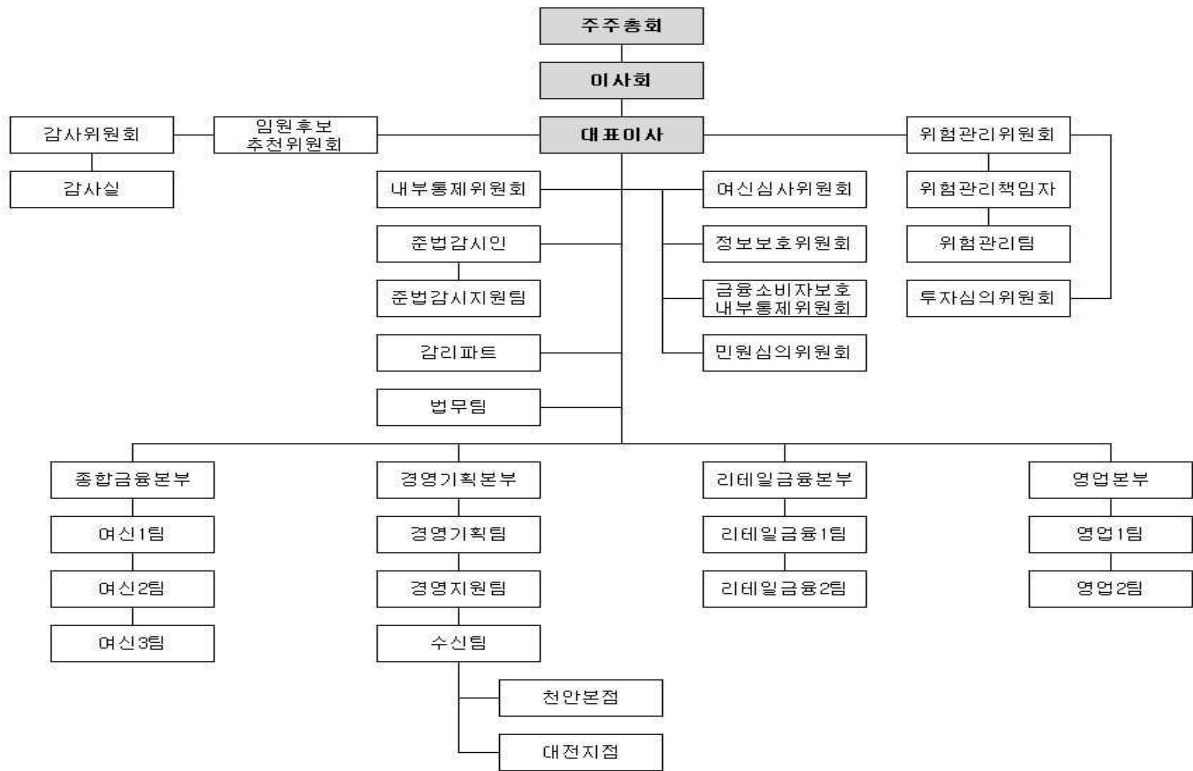 주주총회
이사회
감사위원회
임원후보
추천위원회
대표이사
위험관리위원회
감사실
내부통제위원회
여신심사위원회
위험관리책임자
준법감시인
정보보호위원회
위험관리팀
준법감시지원팀
금융소비자보호
내부통제위원회
투자심의위원회
감리파트
민원심의위원회
법무팀
종합금융본부
경영기획본부
리테일금융본부
영업본부
여신1팀
경영기획팀
리테일금융1팀
영업1팀
여신2팀
경영지원팀
리테일금융2팀
영업2팀
여신3팀
수신팀
천안본점
대전지점